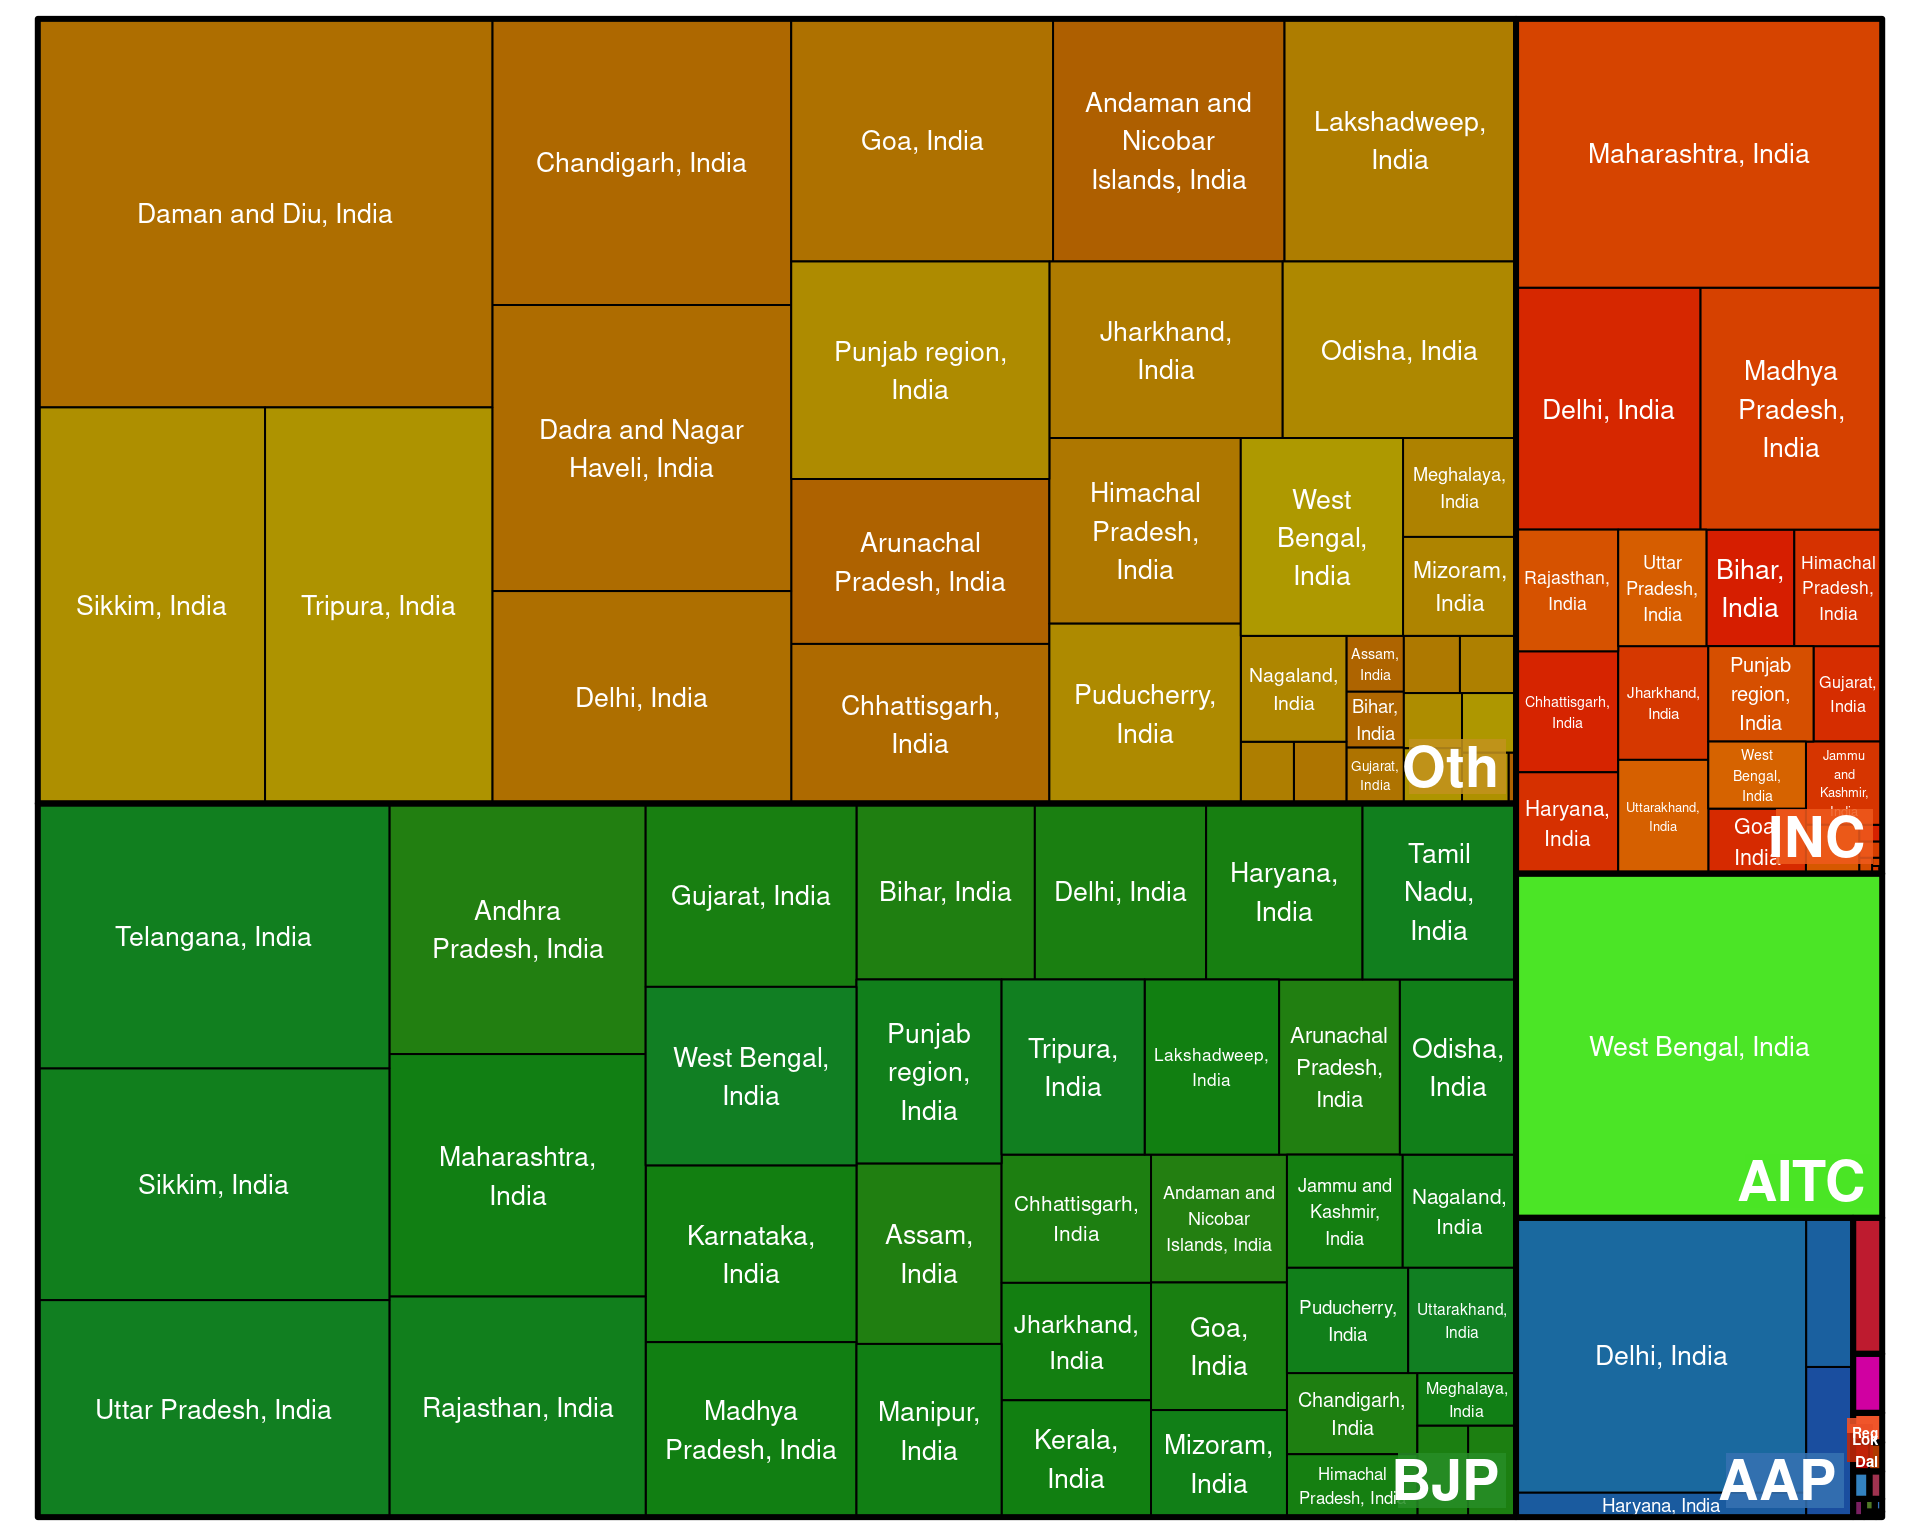 Daman and Diu, India
Chandigarh, India
Goa, India
Andaman and
Nicobar
Islands, India
Lakshadweep,
India
Sikkim, India
Tripura, India
Dadra and Nagar
Haveli, India
Delhi, India
Punjab region,
India
Arunachal
Pradesh, India
Chhattisgarh,
India
Jharkhand,
India
Odisha, India
Himachal
Pradesh,
India
West
Bengal,
India
Meghalaya,
India
Mizoram,
India
Puducherry,
India
Nagaland,
India
Assam,
India
Bihar,
India
Gujarat,
India
Oth
Maharashtra, India
Delhi, India
Madhya
Pradesh,
India
Rajasthan,
India
Uttar
Pradesh,
India
Bihar,
India
Himachal
Pradesh,
India
Chhattisgarh,
India
Jharkhand,
India
Punjab
region,
India
Gujarat,
India
Haryana,
India
Uttarakhand,
India
West
Bengal,
India
Jammu
and
Kashmir,
India
Goa,
India
INC
West Bengal, India
AITC
Telangana, India
Sikkim, India
Uttar Pradesh, India
Andhra
Pradesh, India
Maharashtra,
India
Rajasthan, India
Gujarat, India
West Bengal,
India
Karnataka,
India
Madhya
Pradesh, India
Bihar, India
Delhi, India
Haryana,
India
Tamil
Nadu,
India
Punjab
region,
India
Tripura,
India
Lakshadweep,
India
Arunachal
Pradesh,
India
Odisha,
India
Assam,
India
Manipur,
India
Chhattisgarh,
India
Andaman and
Nicobar
Islands, India
Jammu and
Kashmir,
India
Nagaland,
India
Jharkhand,
India
Goa,
India
Puducherry,
India
Uttarakhand,
India
Kerala,
India
Mizoram,
India
Chandigarh,
India
Meghalaya,
India
Himachal
Pradesh, India
BJP
Delhi, India
Haryana, India
AAP
Reg
Lok
Dal